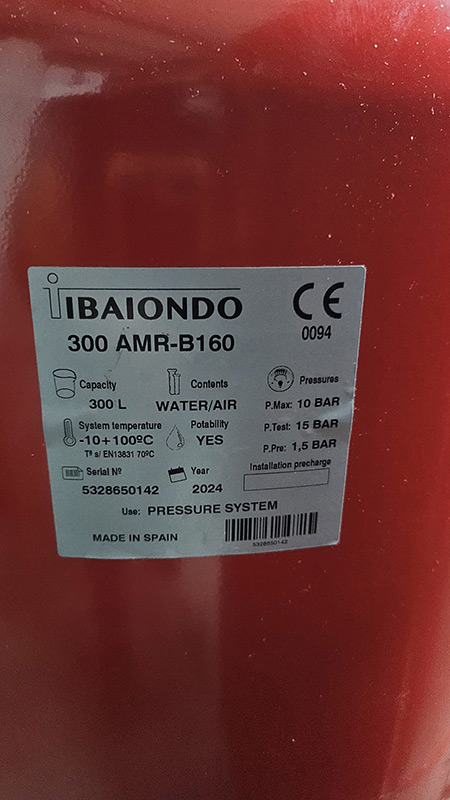 IBAIONDO
CE
0094
300 AMR-B160
Capacity
300 L
Contents
WATER/AIR
Pressures
P.Max: 10 BAR
P.Test: 15 BAR
P.Pre: 1,5 BAR
System temperature
-10+100ºC
Tª s/ EN13831 70ºC
Potability
YES
Installation precharge
Serial Nº
5328650142
Year
2024
Use: PRESSURE SYSTEM
MADE IN SPAIN
5328650142